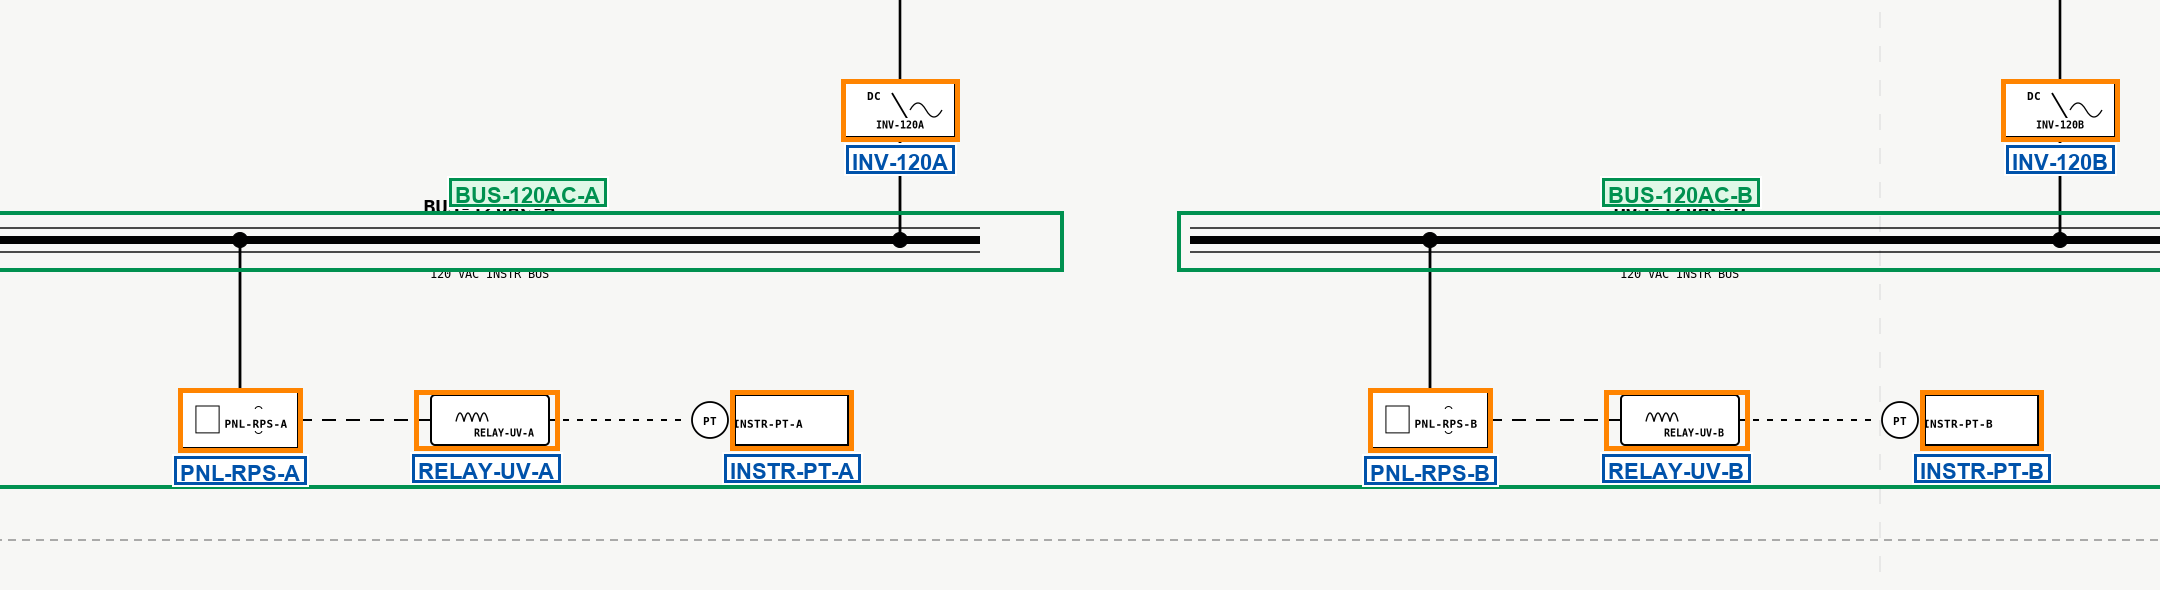 DC
INV-120A
INV-120A
DC
INV-120B
INV-120B
BUS-120AC-A
BUS-120AC-B
120 VAC INSTR BUS
120 VAC INSTR BUS
PNL-RPS-A
RELAY-UV-A
PT
INSTR-PT-A
PNL-RPS-B
RELAY-UV-B
PT
INSTR-PT-B
PNL-RPS-A
RELAY-UV-A
INSTR-PT-A
PNL-RPS-B
RELAY-UV-B
INSTR-PT-B